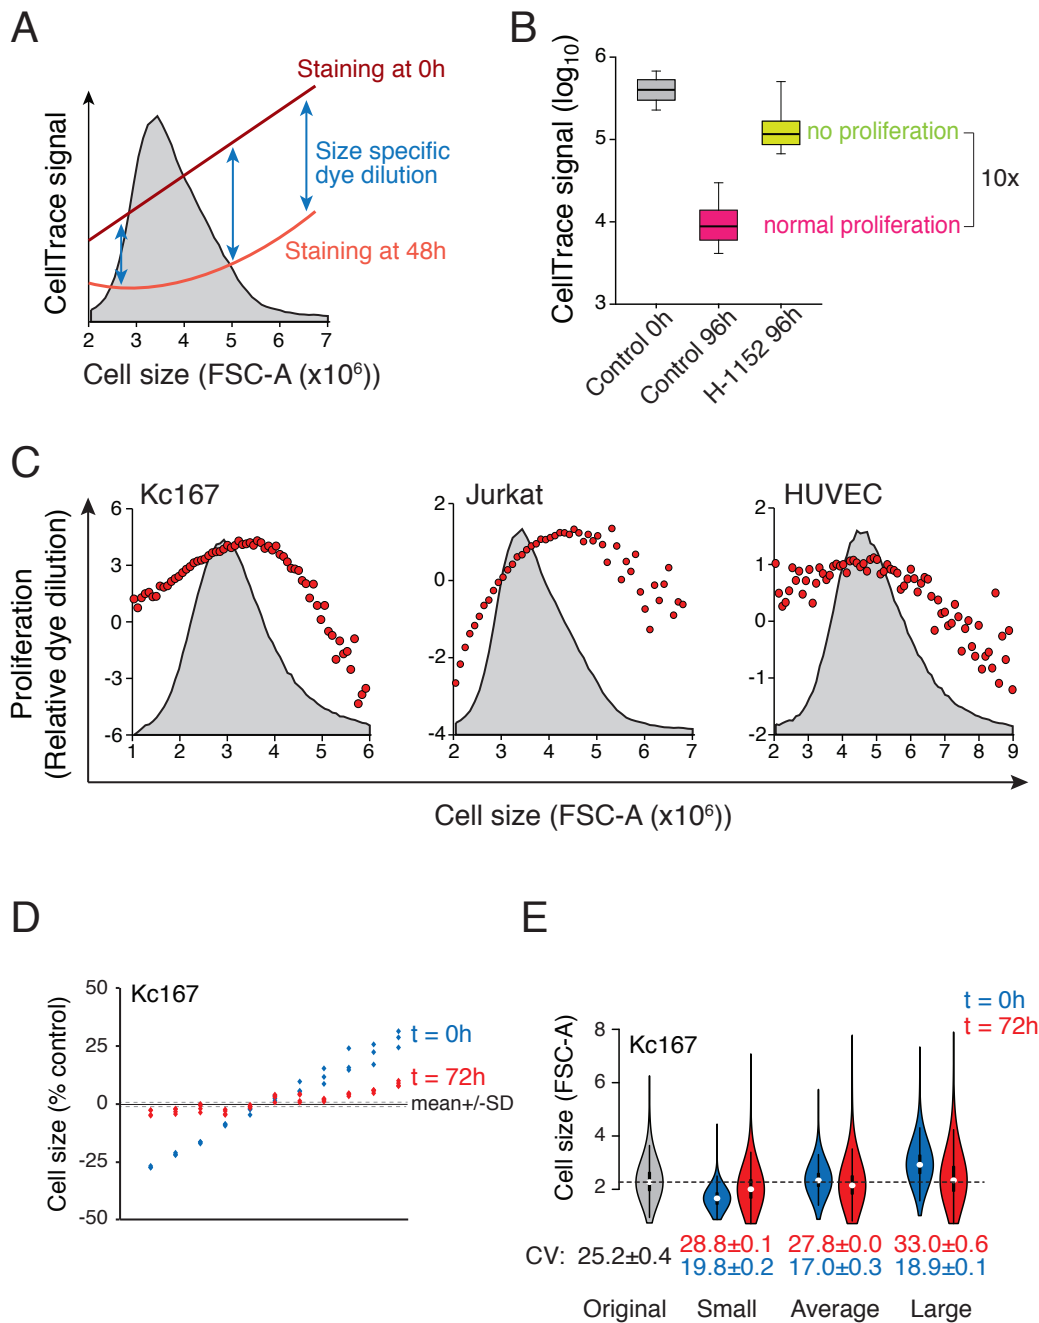 A
Staining at 0h
Size specific
dye dilution
Staining at 48h
CellTrace signal
2 3 4 5 6 7
Cell size (FSC-A (x10⁶))
B
CellTrace signal (log₁₀)
6
5
4
3
no proliferation
10x
normal proliferation
Control 0h
Control 96h
H-1152 96h
C
Proliferation
(Relative dye dilution)
Kc167
6
3
0
-3
-6
1 2 3 4 5 6
Jurkat
2
0
-2
-4
2 3 4 5 6 7
HUVEC
2
1
0
-1
-2
2 3 4 5 6 7 8 9
Cell size (FSC-A (x10⁶))
D
Cell size (% control)
50
25
0
-25
-50
Kc167
t = 0h
t = 72h
mean+/-SD
E
t = 0h
t = 72h
Cell size (FSC-A)
8
4
2
Kc167
28.8±0.1 27.8±0.0 33.0±0.6
CV: 25.2±0.4
19.8±0.2 17.0±0.3 18.9±0.1
Original Small Average Large